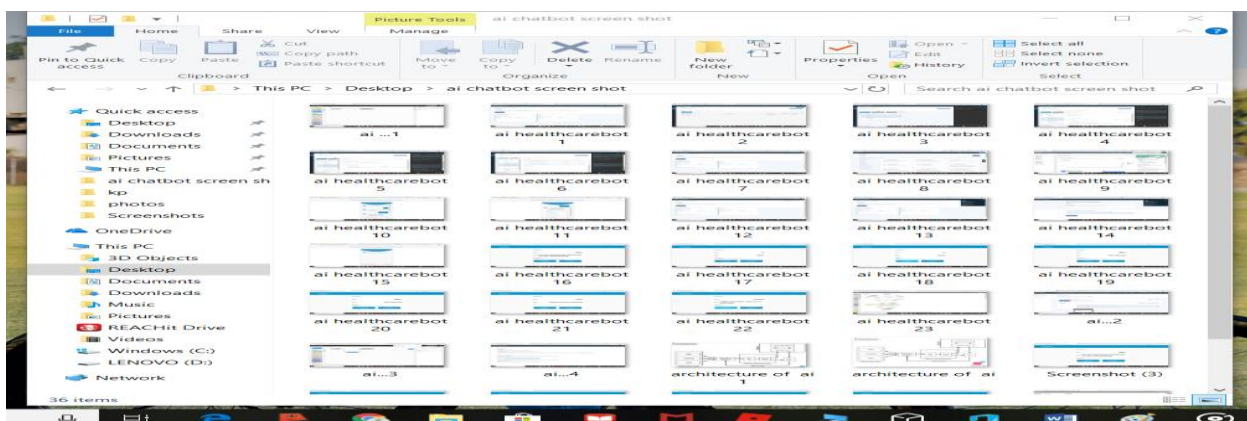 Picture Tools ai chatbot screen shot
File Home Share View Manage
Pin to Quick access
Copy
Paste
Cut
Copy path
Paste shortcut
Move to
Copy to
Delete
Rename
New folder
Properties
Open
Edit
History
Select all
Select none
Invert selection
Clipboard Organize New Open Select
> This PC > Desktop > ai chatbot screen shot
Search ai chatbot screen shot
Quick access
Desktop
Downloads
Documents
Pictures
This PC
ai chatbot screen sh
kp
photos
Screenshots
OneDrive
This PC
3D Objects
Desktop
Documents
Downloads
Music
Pictures
REACHit Drive
Videos
Windows (C:)
LENOVO (D:)
Network
ai ...1
ai healthcarebot 1
ai healthcarebot 2
ai healthcarebot 3
ai healthcarebot 4
ai healthcarebot 5
ai healthcarebot 6
ai healthcarebot 7
ai healthcarebot 8
ai healthcarebot 9
ai healthcarebot 10
ai healthcarebot 11
ai healthcarebot 12
ai healthcarebot 13
ai healthcarebot 14
ai healthcarebot 15
ai healthcarebot 16
ai healthcarebot 17
ai healthcarebot 18
ai healthcarebot 19
ai healthcarebot 20
ai healthcarebot 21
ai healthcarebot 22
ai healthcarebot 23
ai...2
ai...3
ai...4
architecture of ai 1
architecture of ai
Screenshot (3)
36 items